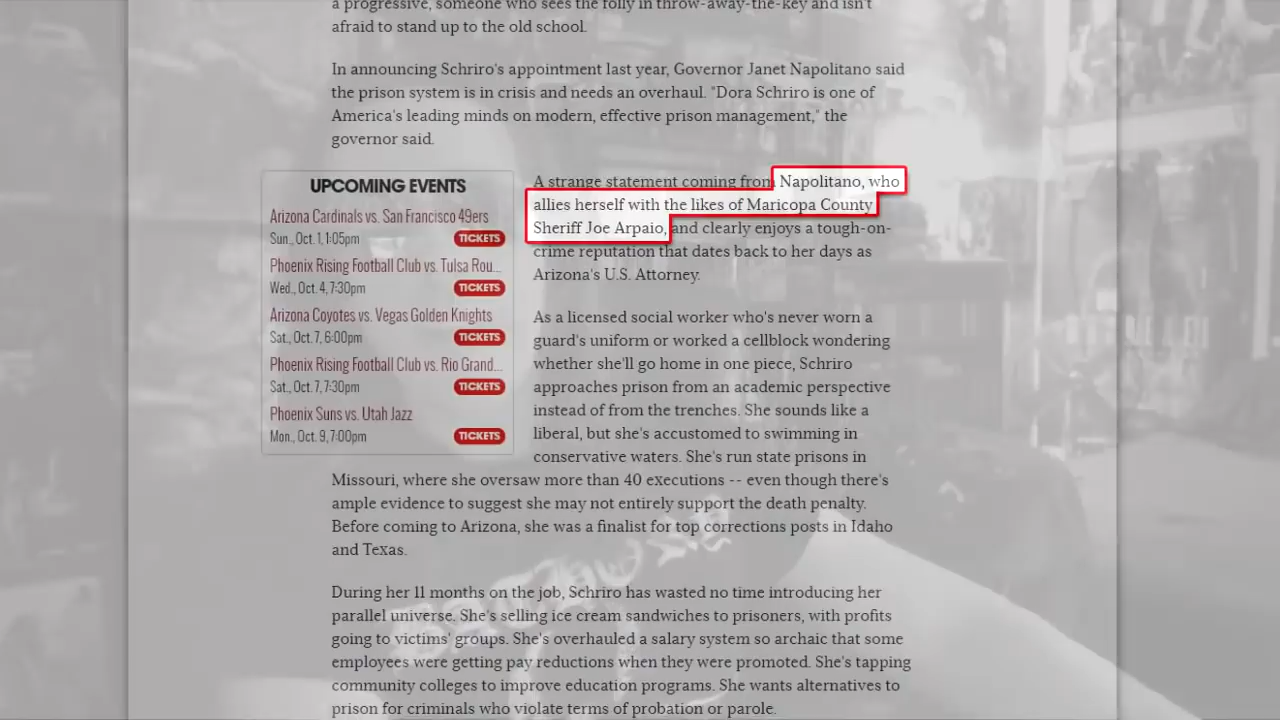 a progressive, someone who sees the folly in throw-away-the-key and isn't
afraid to stand up to the old school.
In announcing Schriro's appointment last year, Governor Janet Napolitano said
the prison system is in crisis and needs an overhaul. "Dora Schriro is one of
America's leading minds on modern, effective prison management," the
governor said.
UPCOMING EVENTS
Arizona Cardinals vs. San Francisco 49ers
Sun., Oct. 1, 1:05pm TICKETS
Phoenix Rising Football Club vs. Tulsa Rou...
Wed., Oct. 4, 7:30pm TICKETS
Arizona Coyotes vs. Vegas Golden Knights
Sat., Oct. 7, 6:00pm TICKETS
Phoenix Rising Football Club vs. Rio Grand...
Sat., Oct. 7, 7:30pm TICKETS
Phoenix Suns vs. Utah Jazz
Mon., Oct. 9, 7:00pm TICKETS
A strange statement coming from Napolitano, who
allies herself with the likes of Maricopa County
Sheriff Joe Arpaio, and clearly enjoys a tough-on-
crime reputation that dates back to her days as
Arizona's U.S. Attorney.
As a licensed social worker who's never worn a
guard's uniform or worked a cellblock wondering
whether she'll go home in one piece, Schriro
approaches prison from an academic perspective
instead of from the trenches. She sounds like a
liberal, but she's accustomed to swimming in
conservative waters. She's run state prisons in
Missouri, where she oversaw more than 40 executions -- even though there's
ample evidence to suggest she may not entirely support the death penalty.
Before coming to Arizona, she was a finalist for top corrections posts in Idaho
and Texas.
During her 11 months on the job, Schriro has wasted no time introducing her
parallel universe. She's selling ice cream sandwiches to prisoners, with profits
going to victims' groups. She's overhauled a salary system so archaic that some
employees were getting pay reductions when they were promoted. She's tapping
community colleges to improve education programs. She wants alternatives to
prison for criminals who violate terms of probation or parole.